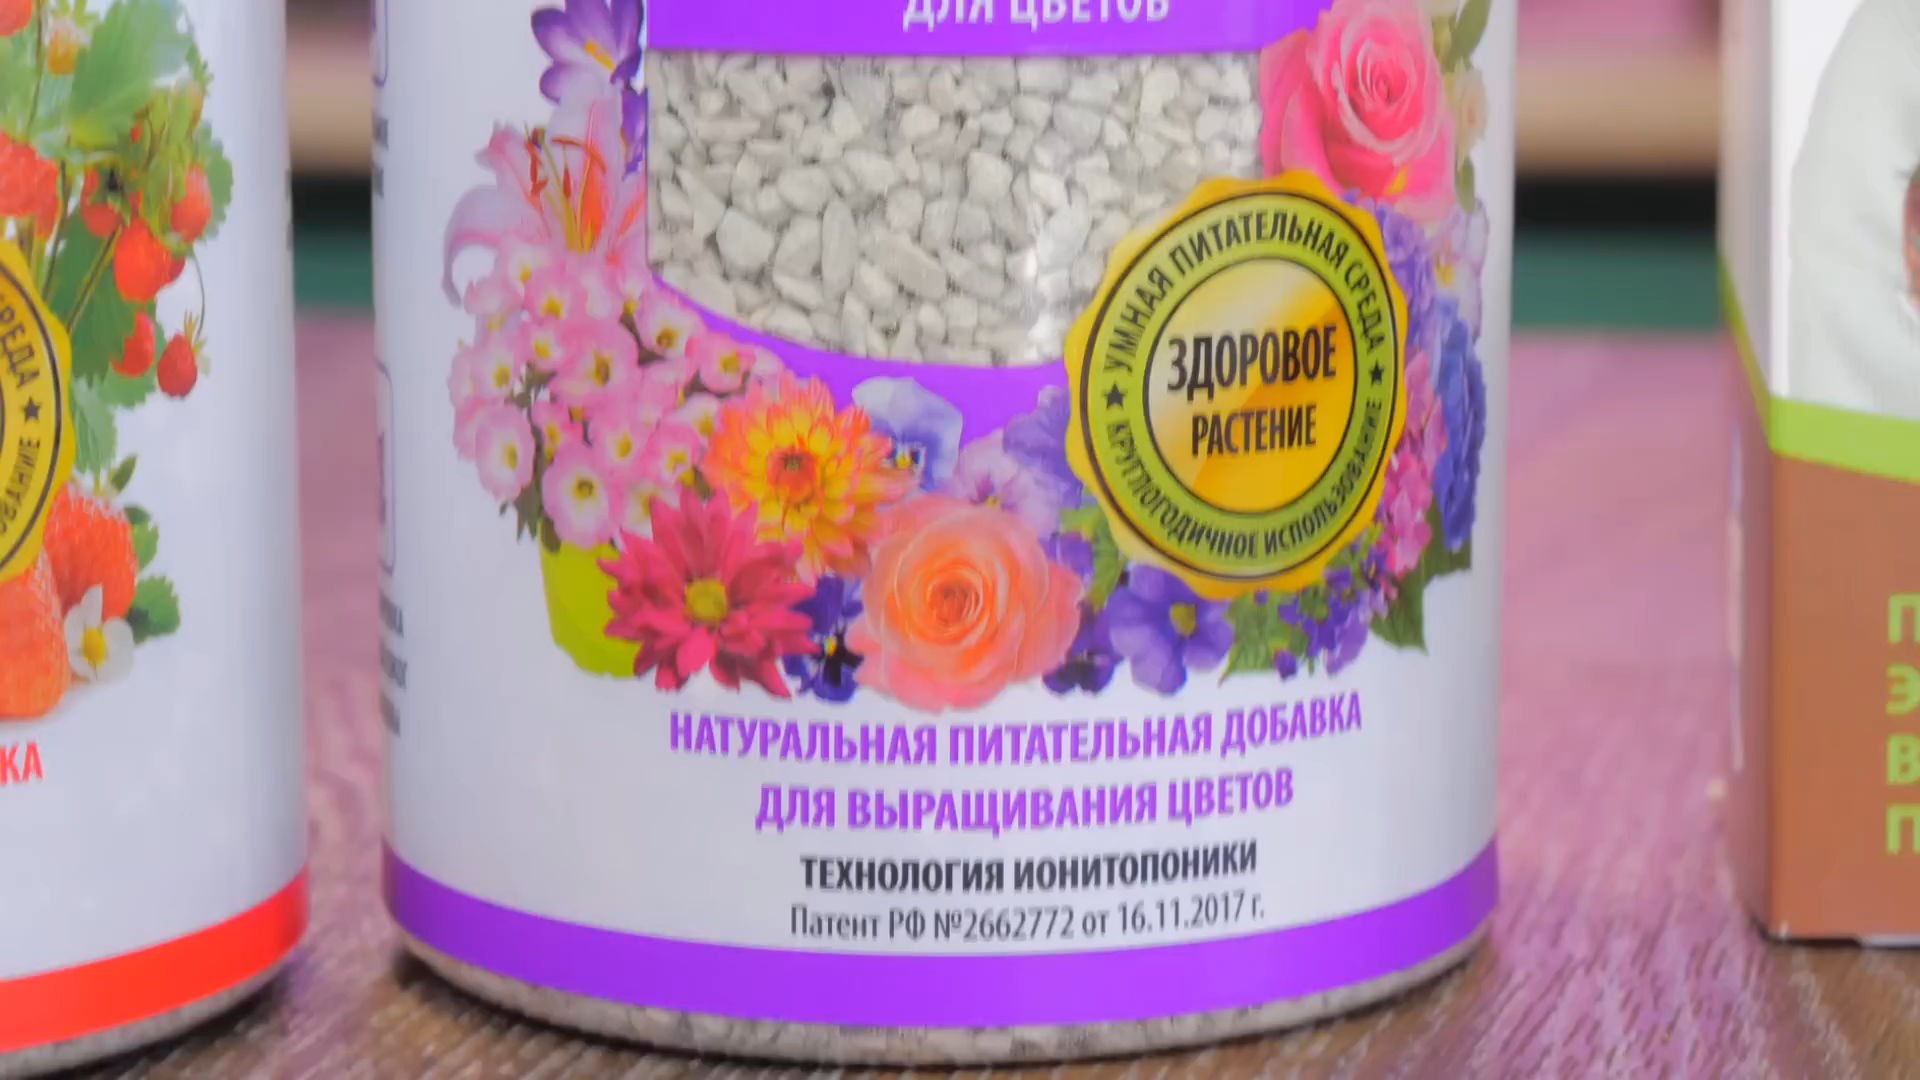 ДЛЯ ЦВЕТОВ
УМНАЯ ПИТАТЕЛЬНАЯ СРЕДА
ЗДОРОВОЕ
РАСТЕНИЕ
КРУГЛОГОДИЧНОЕ ИСПОЛЬЗОВАНИЕ
НАТУРАЛЬНАЯ ПИТАТЕЛЬНАЯ ДОБАВКА
ДЛЯ ВЫРАЩИВАНИЯ ЦВЕТОВ
ТЕХНОЛОГИЯ ИОНИТОПОНИКИ
Патент РФ №2662772 от 16.11.2017 г.